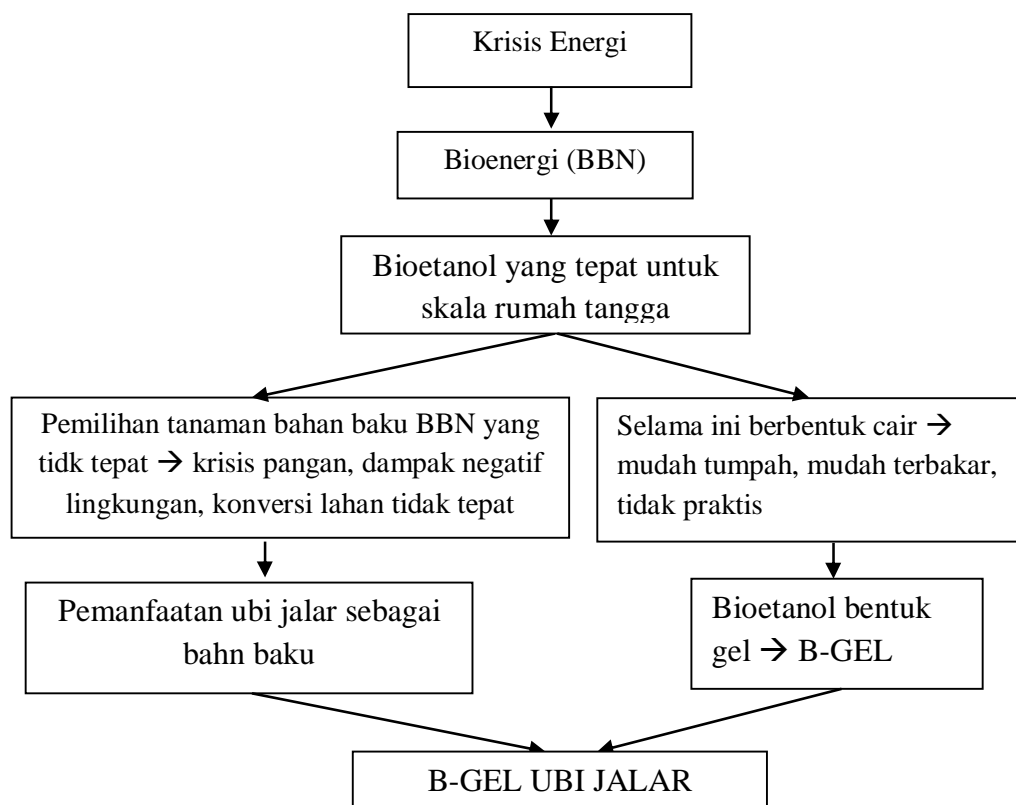 Krisis Energi
Bioenergi (BBN)
Bioetanol yang tepat untuk
skala rumah tangga
Pemilihan tanaman bahan baku BBN yang
tidk tepat → krisis pangan, dampak negatif
lingkungan, konversi lahan tidak tepat
Selama ini berbentuk cair →
mudah tumpah, mudah terbakar,
tidak praktis
Pemanfaatan ubi jalar sebagai
bahn baku
Bioetanol bentuk
gel → B-GEL
B-GEL UBI JALAR